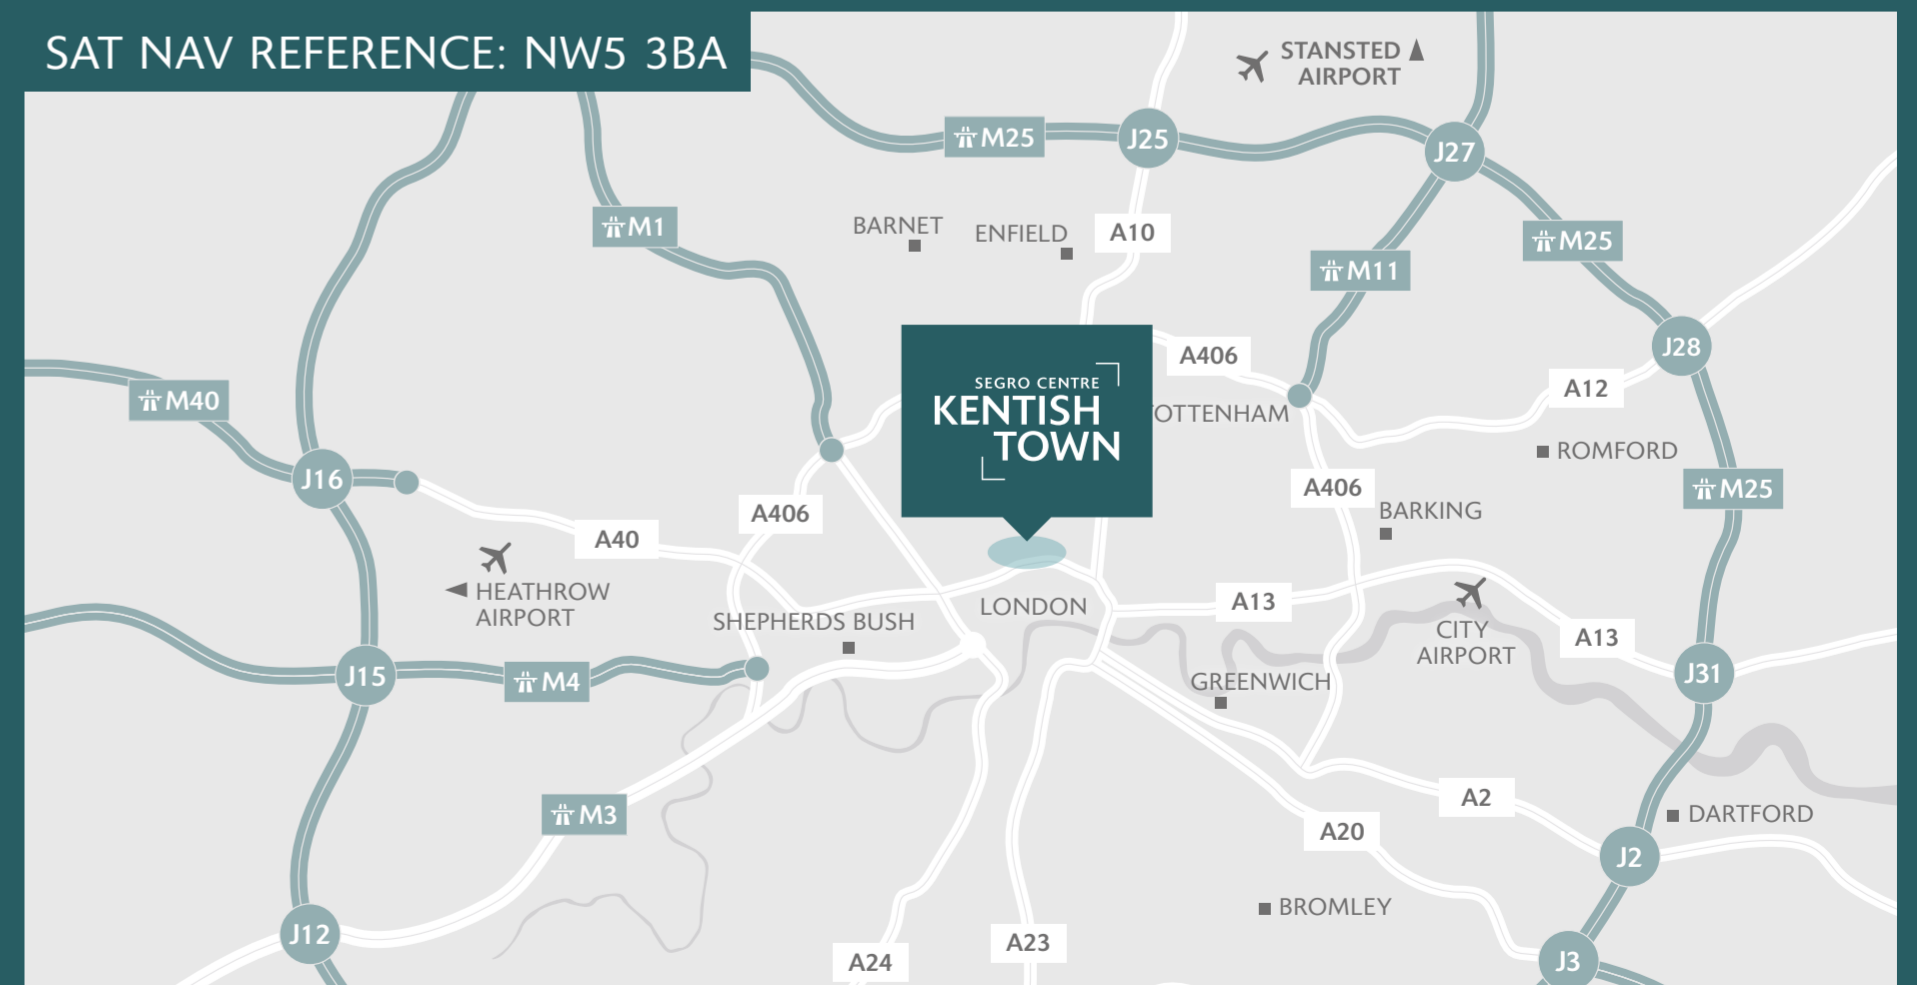 SAT NAV REFERENCE: NW5 3BA
STANSTED
AIRPORT
M25
J25
J27
M1
BARNET
ENFIELD
A10
M25
M11
J28
A406
A12
M40
SEGRO CENTRE
KENTISH
TOWN
OTTENHAM
ROMFORD
J16
A406
A406
M25
BARKING
A40
HEATHROW
AIRPORT
SHEPHERDS BUSH
LONDON
A13
CITY
AIRPORT
A13
J15
M4
GREENWICH
J31
M3
A2
DARTFORD
A20
J2
BROMLEY
J12
A24
A23
J3